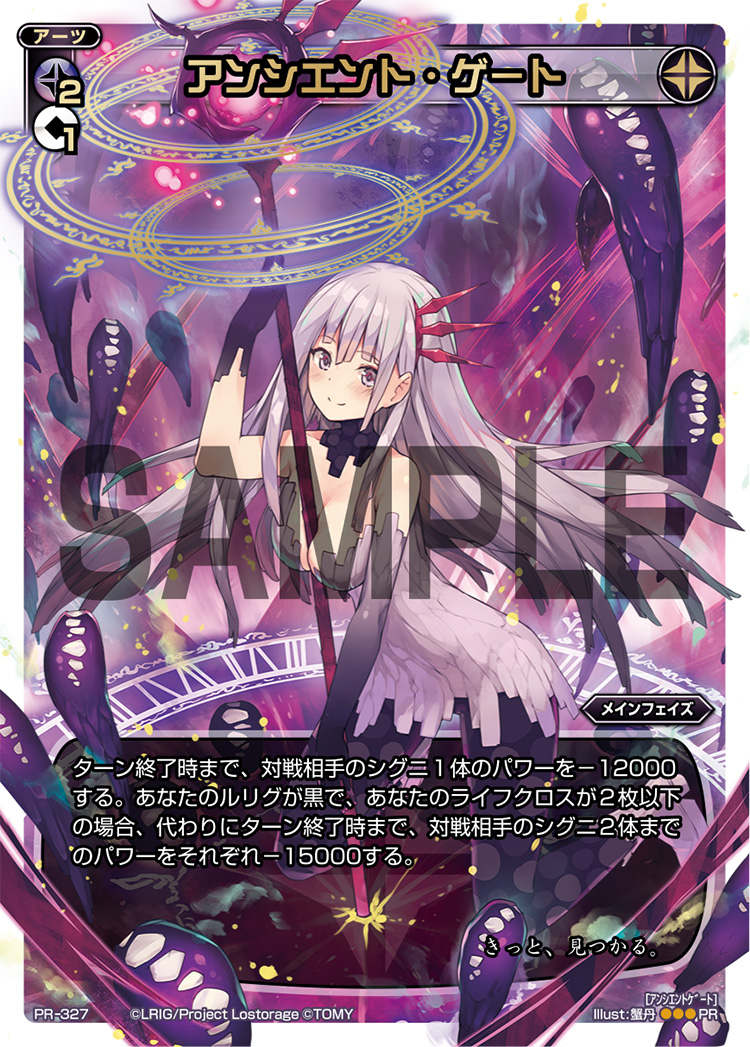 アーツ
アンシエント・ゲート
2
1
SAMPLE
メインフェイズ
ターン終了時まで、対戦相手のシグニ1体のパワーを－12000
する。あなたのルリグが黒で、あなたのライフクロスが2枚以下
の場合、代わりにターン終了時まで、対戦相手のシグニ2体まで
のパワーをそれぞれ－15000する。
きっと、見つかる。
[アンシエントゲート]
PR-327 ©LRIG/Project Lostorage ©TOMY Illust:蟹丹 PR